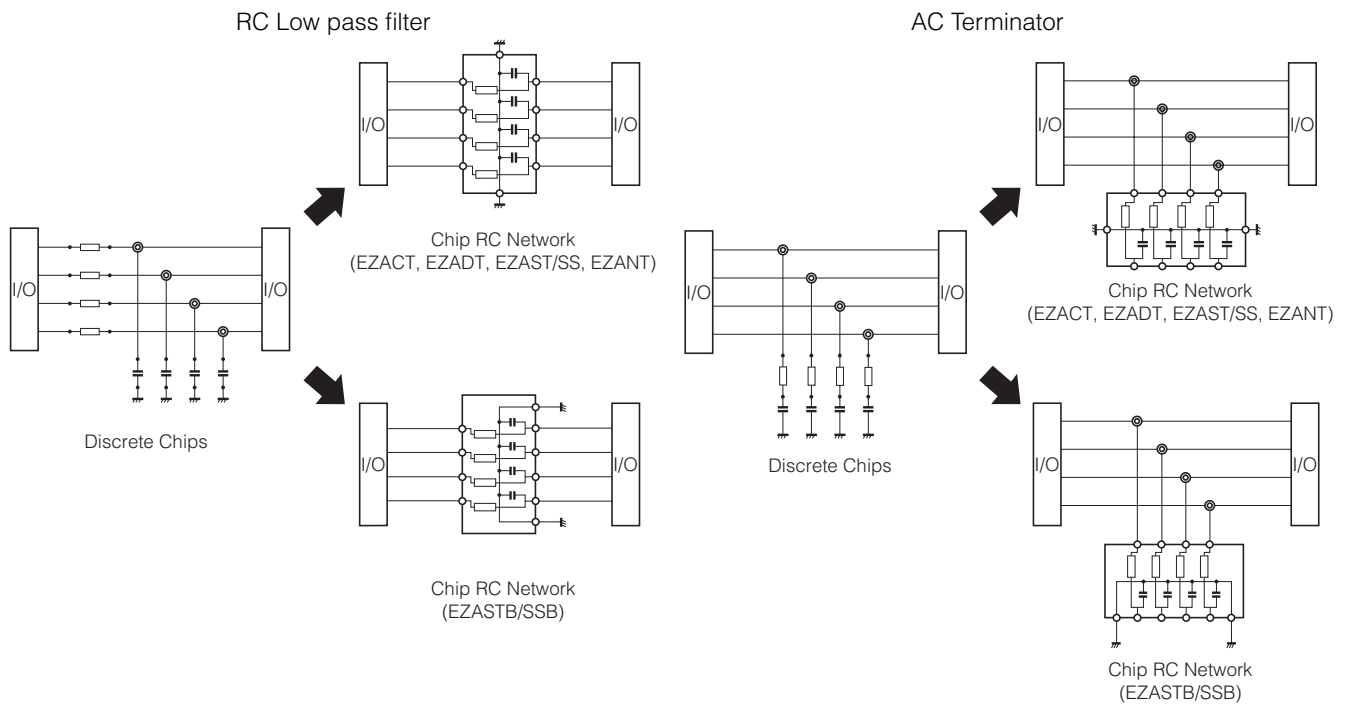 RC Low pass filter
I/O
I/O
Chip RC Network
(EZACT, EZADT, EZAST/SS, EZANT)
I/O
I/O
Discrete Chips
I/O
I/O
Chip RC Network
(EZASTB/SSB)
AC Terminator
I/O
I/O
Chip RC Network
(EZACT, EZADT, EZAST/SS, EZANT)
I/O
I/O
Discrete Chips
I/O
I/O
Chip RC Network
(EZASTB/SSB)